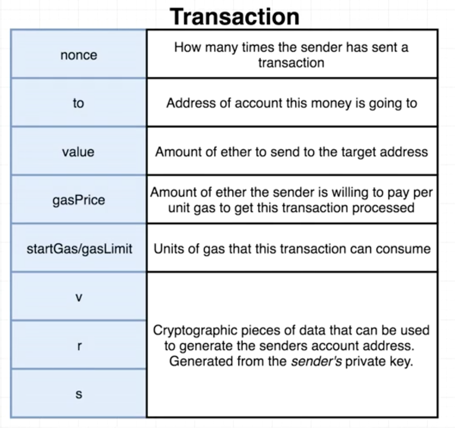 Transaction
nonce
How many times the sender has sent a
transaction
to
Address of account this money is going to
value
Amount of ether to send to the target address
gasPrice
Amount of ether the sender is willing to pay per
unit gas to get this transaction processed
startGas/gasLimit
Units of gas that this transaction can consume
v
r
s
Cryptographic pieces of data that can be used
to generate the senders account address.
Generated from the sender's private key.